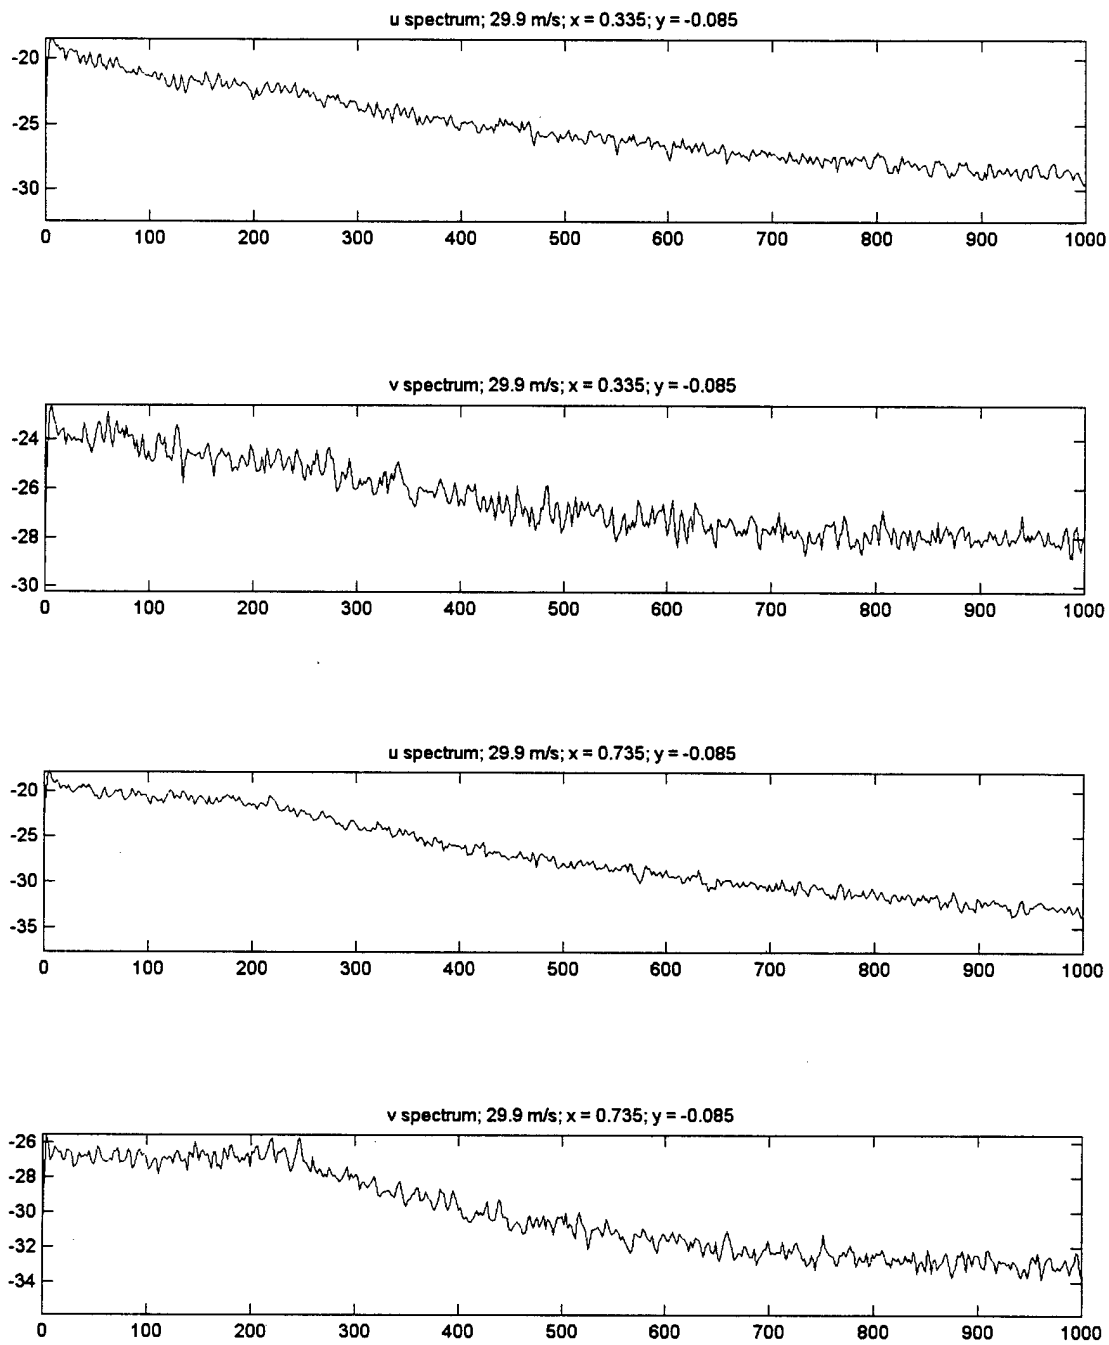 u spectrum; 29.9 m/s; x = 0.335; y = -0.085
-20
-25
-30
0 100 200 300 400 500 600 700 800 900 1000
v spectrum; 29.9 m/s; x = 0.335; y = -0.085
-24
-26
-28
-30
0 100 200 300 400 500 600 700 800 900 1000
u spectrum; 29.9 m/s; x = 0.735; y = -0.085
-20
-25
-30
-35
0 100 200 300 400 500 600 700 800 900 1000
v spectrum; 29.9 m/s; x = 0.735; y = -0.085
-26
-28
-30
-32
-34
0 100 200 300 400 500 600 700 800 900 1000